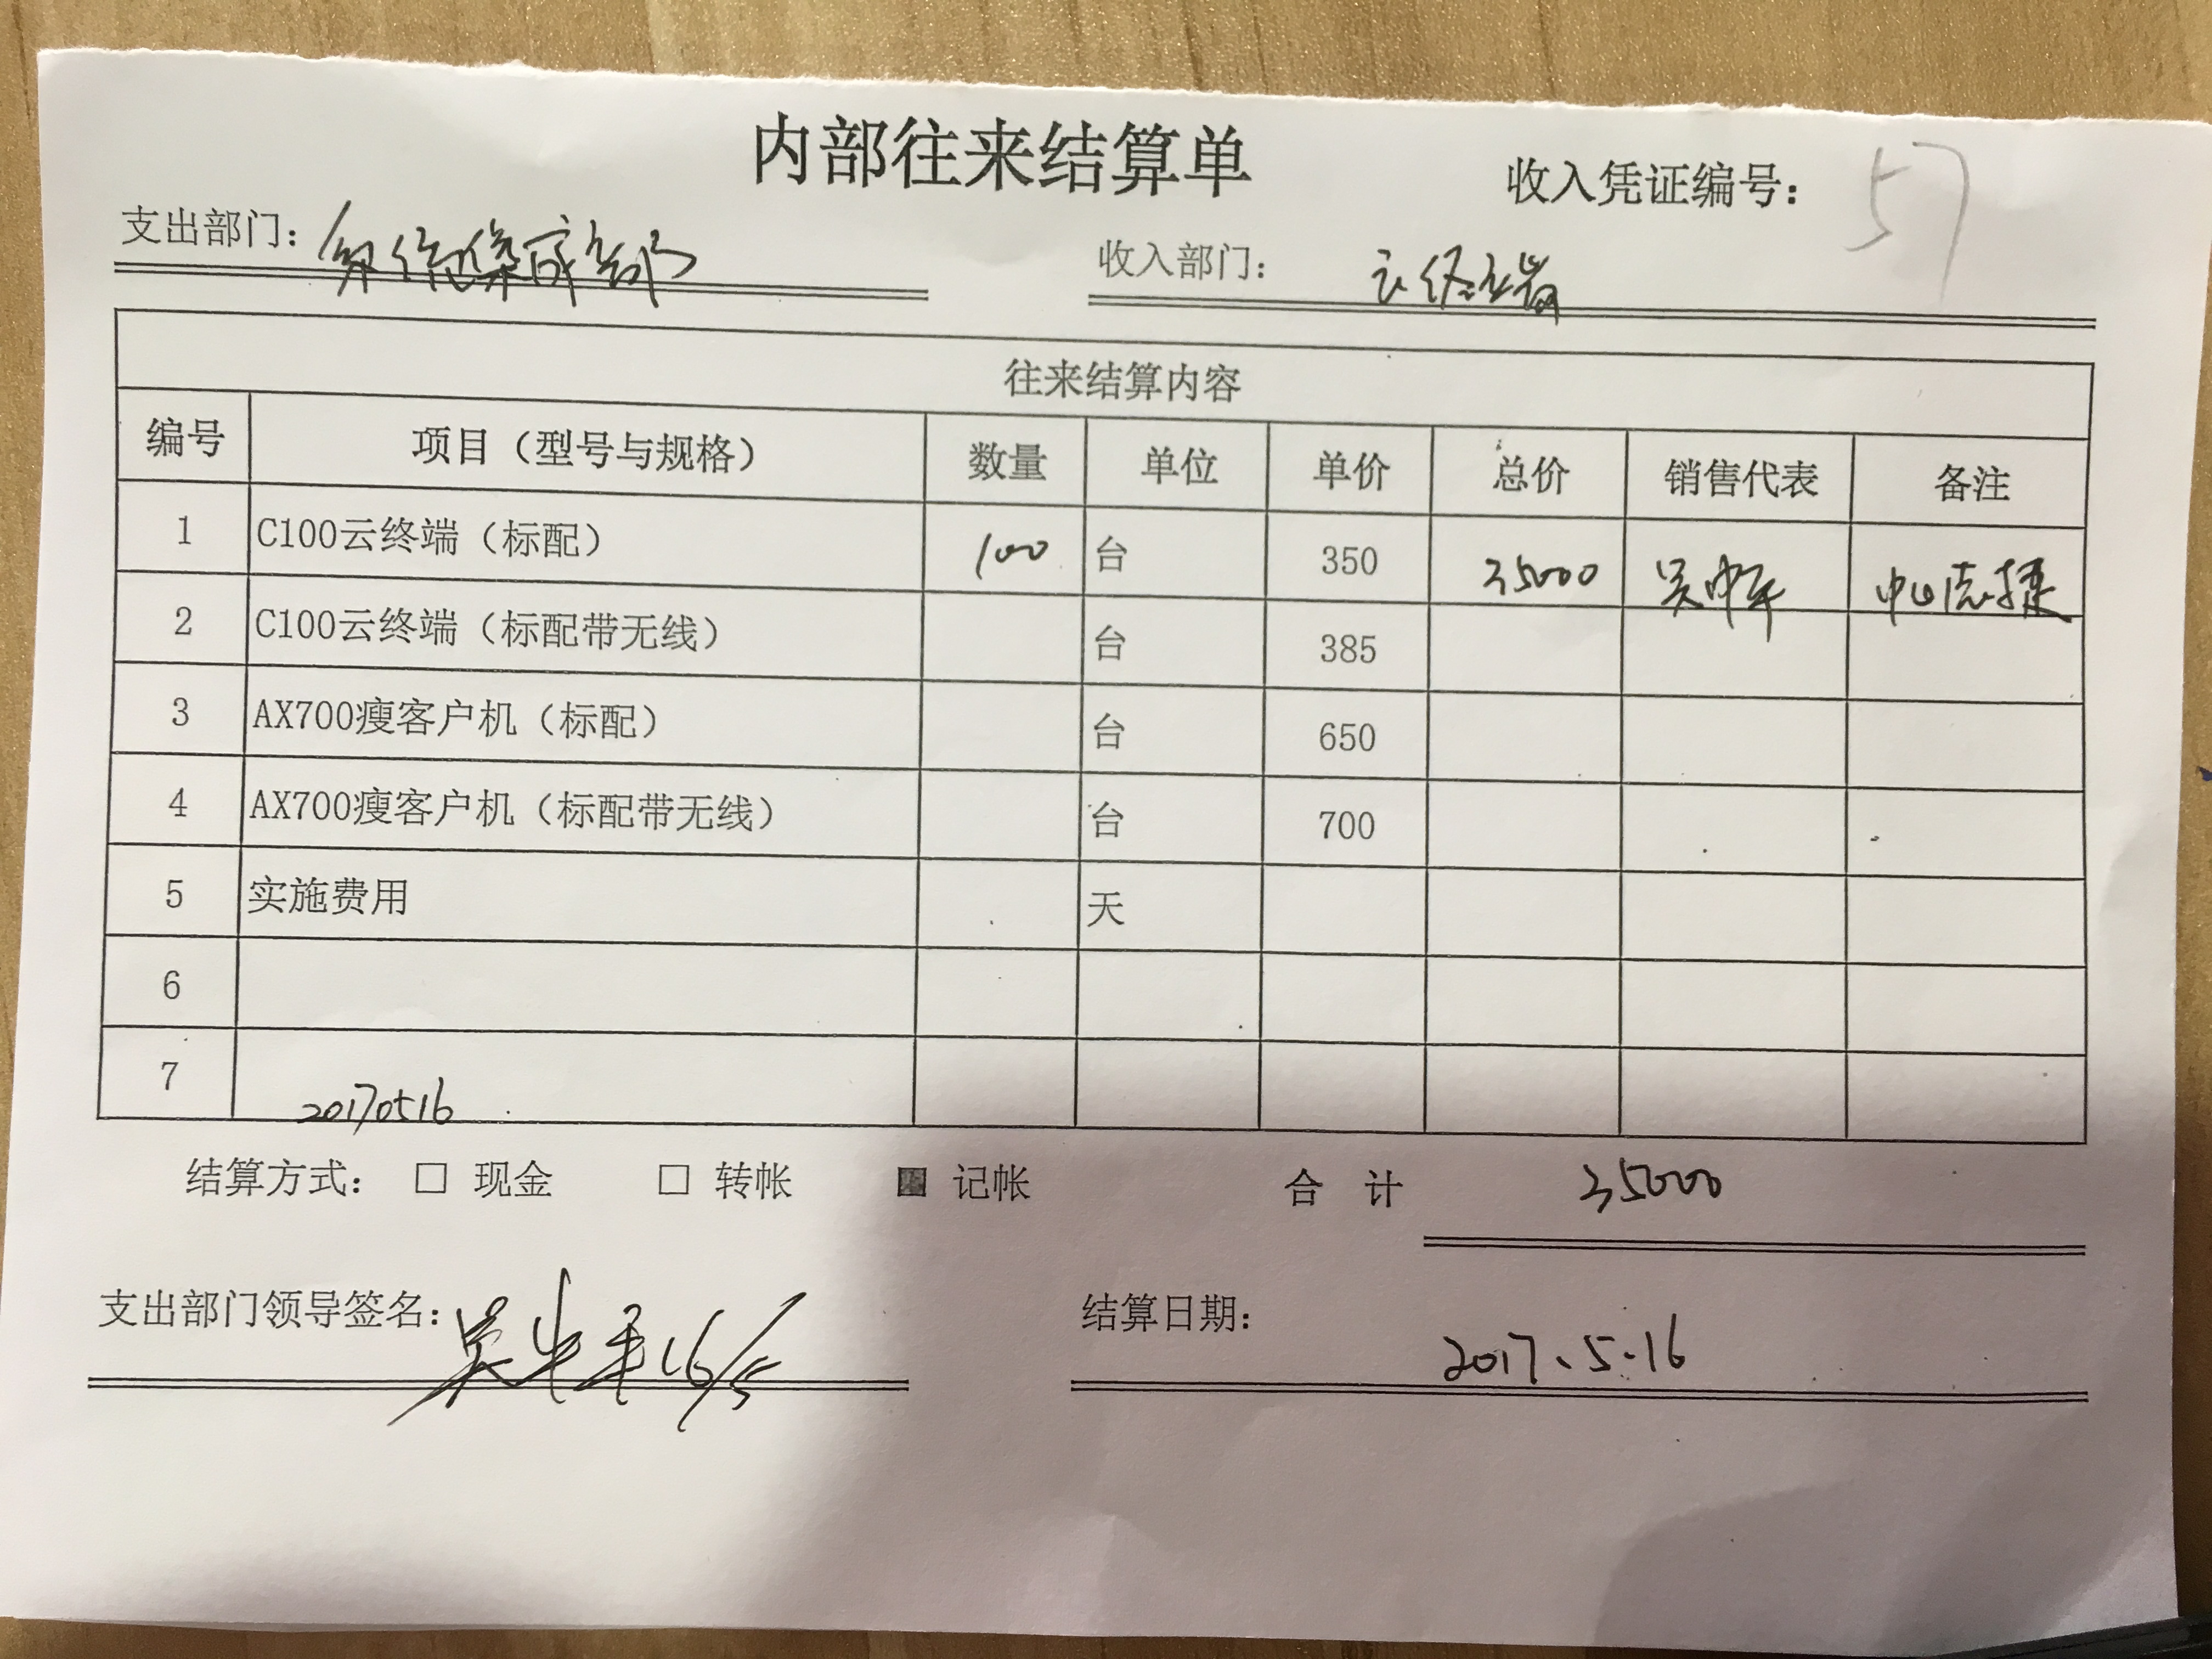 内部往来结算单
收入凭证编号: 57
支出部门: 系统集成部
收入部门: 云终端
往来结算内容
编号 项目（型号与规格） 数量 单位 单价 总价 销售代表 备注
1 C100云终端（标配） 100 台 350 35000 吴 中山
2 C100云终端（标配带无线） 台 385
3 AX700瘦客户机（标配） 台 650
4 AX700瘦客户机（标配带无线） 台 700
5 实施费用 天
6
7 20170516
结算方式: □ 现金 □ 转帐 ■ 记帐 合 计 35000
支出部门领导签名: 吴 16/5
结算日期: 2017.5.16